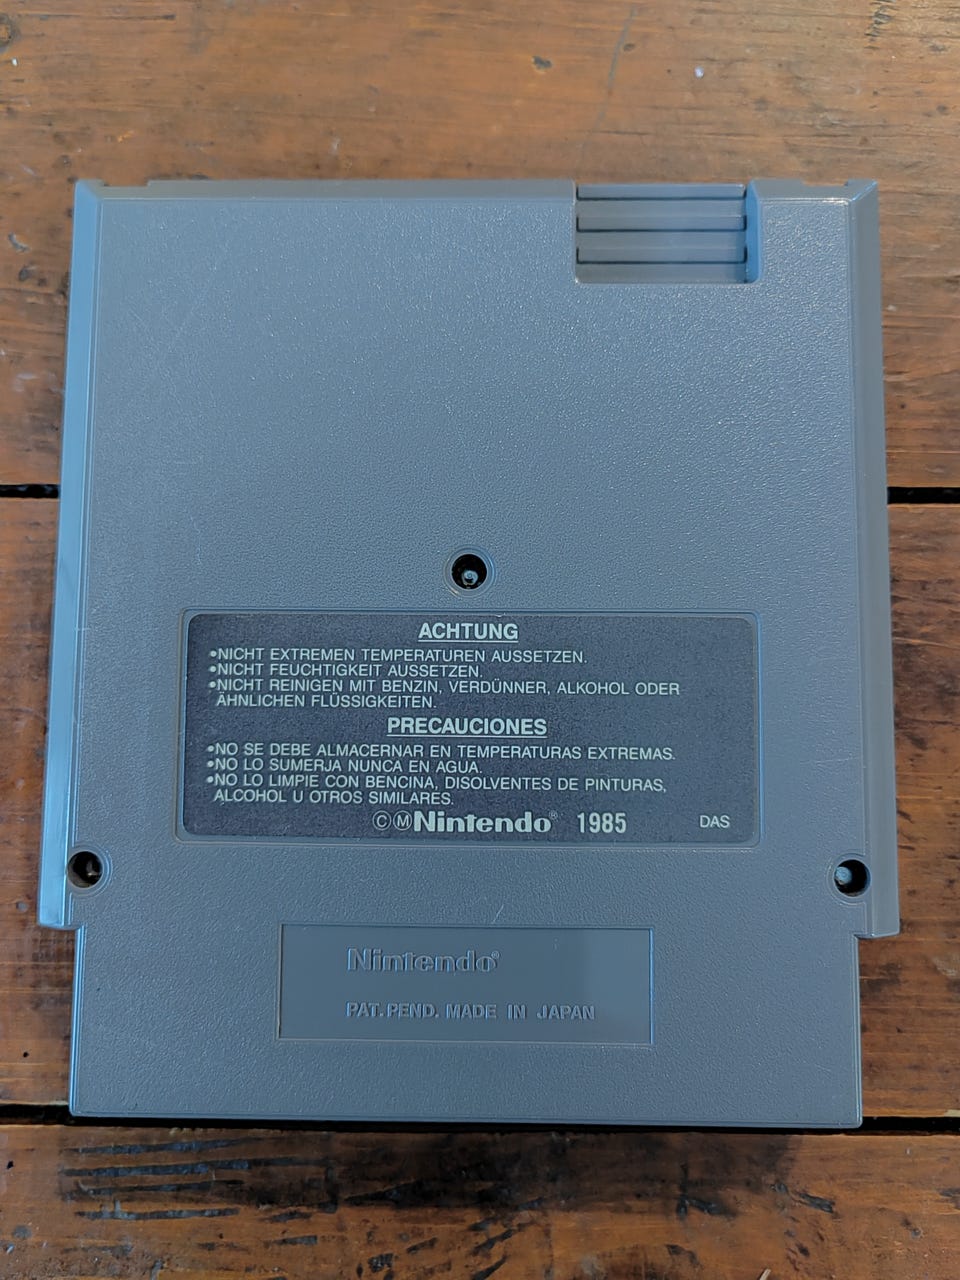 ACHTUNG
•NICHT EXTREMEN TEMPERATUREN AUSSETZEN.
•NICHT FEUCHTIGKEIT AUSSETZEN.
•NICHT REINIGEN MIT BENZIN, VERDÜNNER, ALKOHOL ODER
ÄHNLICHEN FLÜSSIGKEITEN.
PRECAUCIONES
•NO SE DEBE ALMACERNAR EN TEMPERATURAS EXTREMAS.
•NO LO SUMERJA NUNCA EN AGUA.
•NO LO LIMPIE CON BENCINA, DISOLVENTES DE PINTURAS,
ALCOHOL U OTROS SIMILARES.
©Ⓜ Nintendo® 1985 DAS
Nintendo®
PAT. PEND. MADE IN JAPAN